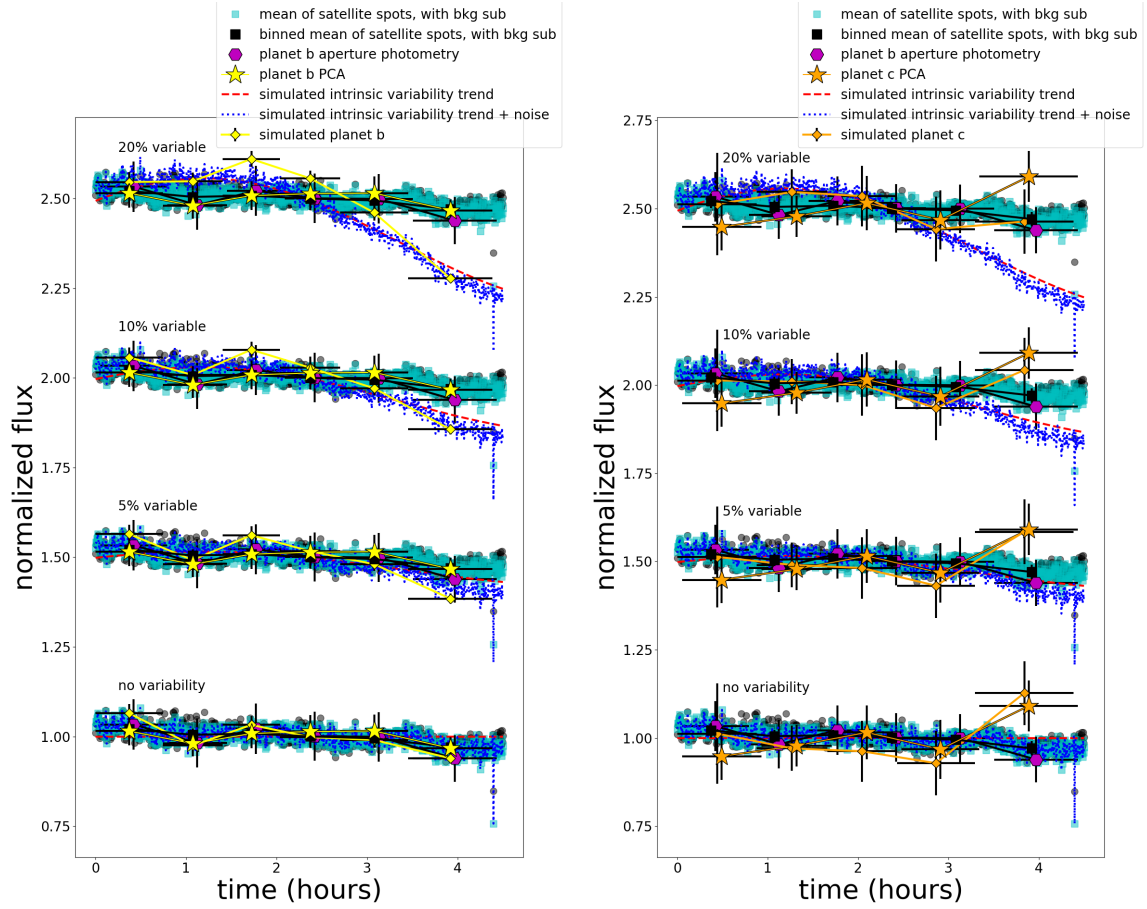 mean of satellite spots, with bkg sub
binned mean of satellite spots, with bkg sub
planet b aperture photometry
planet b PCA
simulated intrinsic variability trend
simulated intrinsic variability trend + noise
simulated planet b
20% variable
2.50
2.25
10% variable
2.00
1.75
5% variable
1.50
1.25
no variability
1.00
0.75
normalized flux
0 1 2 3 4
time (hours)
mean of satellite spots, with bkg sub
binned mean of satellite spots, with bkg sub
planet b aperture photometry
planet c PCA
simulated intrinsic variability trend
simulated intrinsic variability trend + noise
simulated planet c
2.75
20% variable
2.50
2.25
10% variable
2.00
1.75
5% variable
1.50
1.25
no variability
1.00
0.75
normalized flux
0 1 2 3 4
time (hours)